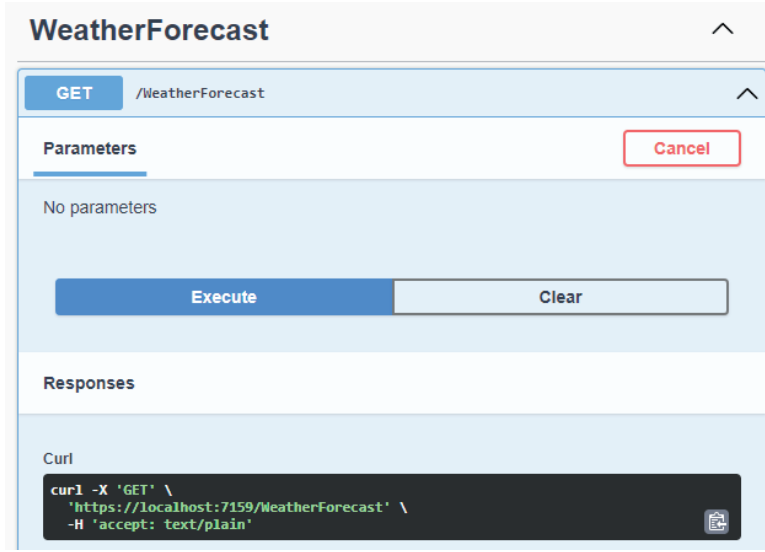 WeatherForecast
GET /WeatherForecast
Parameters Cancel
No parameters
Execute Clear
Responses
Curl
curl -X 'GET' \
  'https://localhost:7159/WeatherForecast' \
  -H 'accept: text/plain'